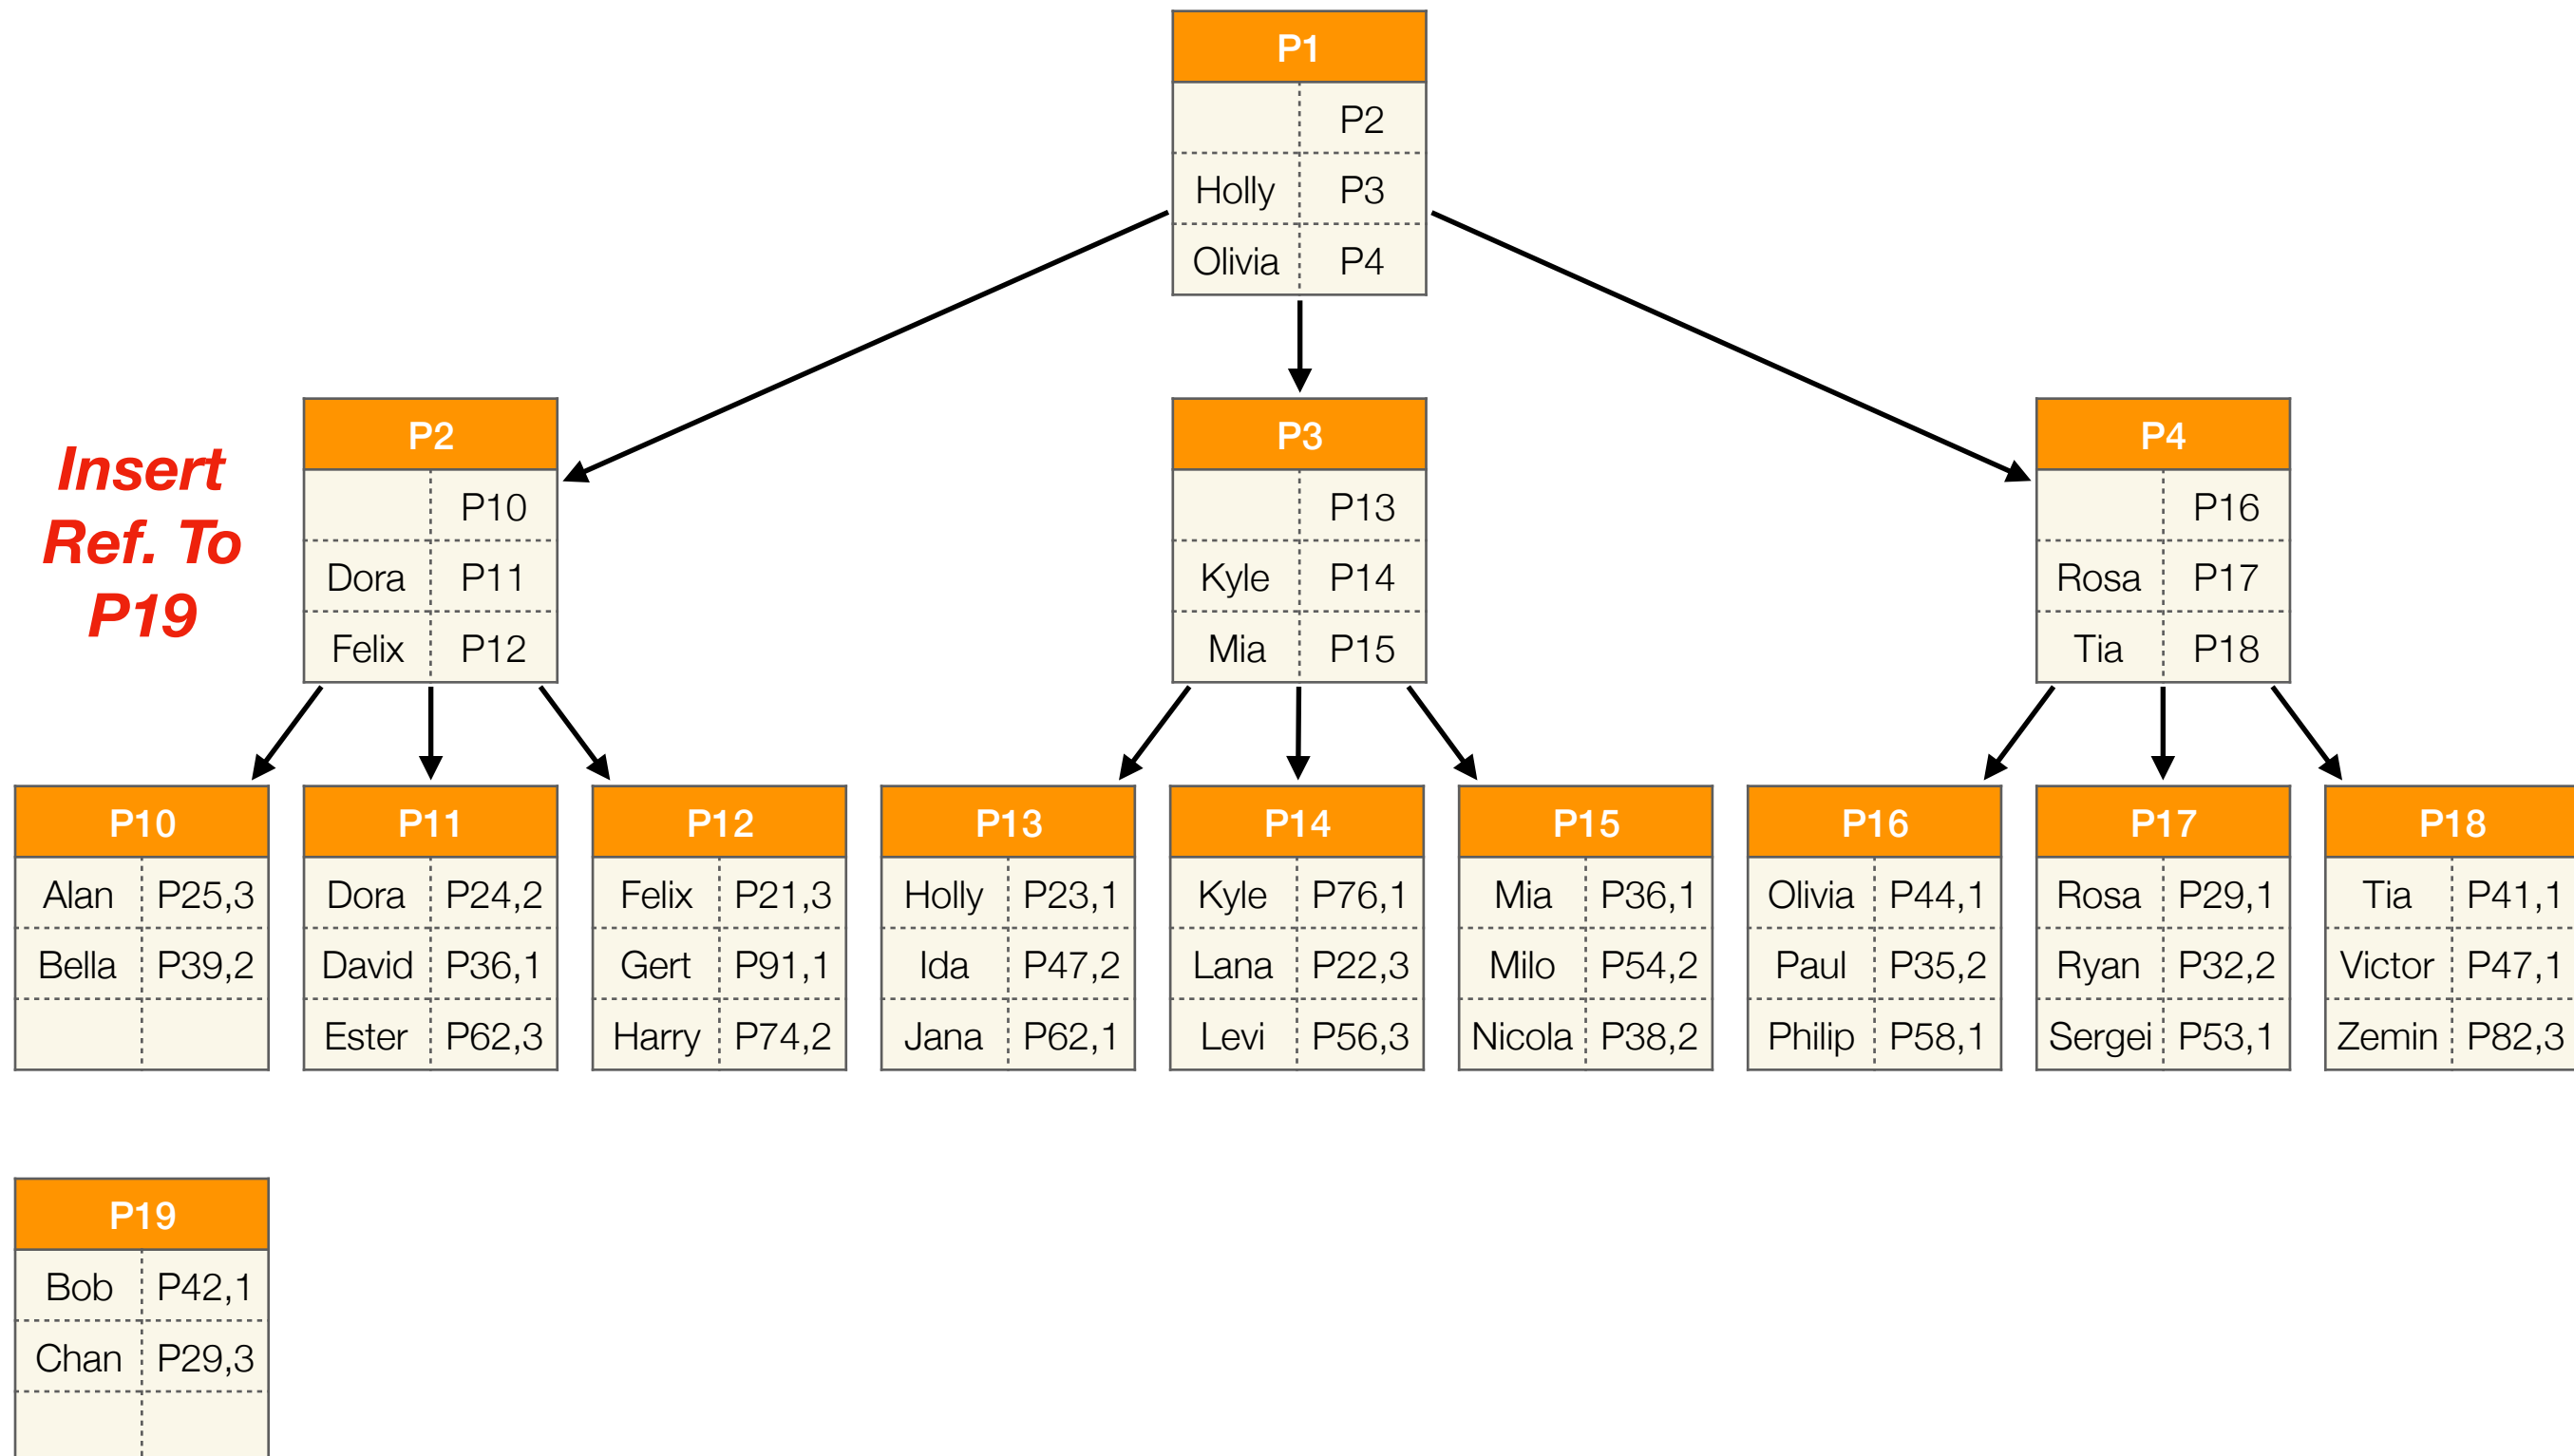 P1
P2
Holly P3
Olivia P4
Insert
Ref. To
P19
P2
P10
Dora P11
Felix P12
P3
P13
Kyle P14
Mia P15
P4
P16
Rosa P17
Tia P18
P10
Alan P25,3
Bella P39,2
P11
Dora P24,2
David P36,1
Ester P62,3
P12
Felix P21,3
Gert P91,1
Harry P74,2
P13
Holly P23,1
Ida P47,2
Jana P62,1
P14
Kyle P76,1
Lana P22,3
Levi P56,3
P15
Mia P36,1
Milo P54,2
Nicola P38,2
P16
Olivia P44,1
Paul P35,2
Philip P58,1
P17
Rosa P29,1
Ryan P32,2
Sergei P53,1
P18
Tia P41,1
Victor P47,1
Zemin P82,3
P19
Bob P42,1
Chan P29,3